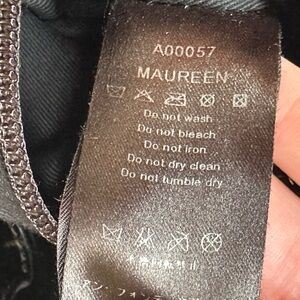 A00057
MAUREEN
Do not wash
Do not bleach
Do not iron
Do not dry clean
Do not tumble dry